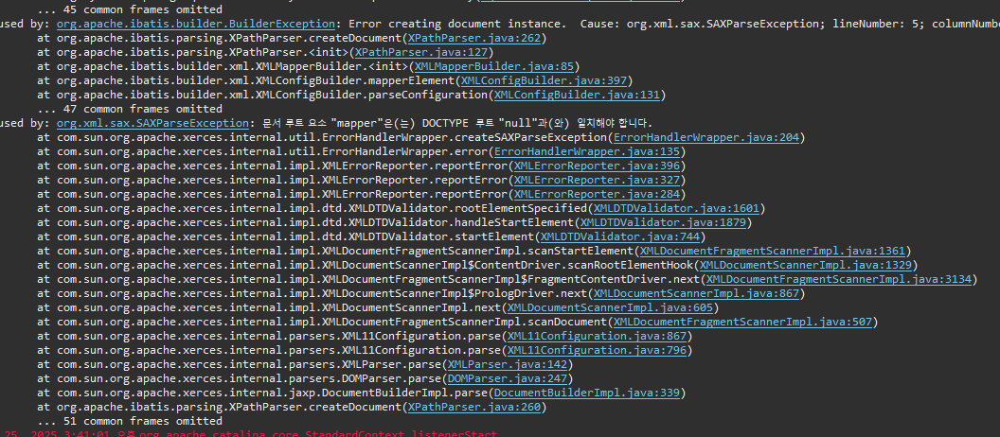 ... 45 common frames omitted
used by: org.apache.ibatis.builder.BuilderException: Error creating document instance.  Cause: org.xml.sax.SAXParseException; lineNumber: 5; columnNumbe
at org.apache.ibatis.parsing.XPathParser.createDocument(XPathParser.java:262)
at org.apache.ibatis.parsing.XPathParser.<init>(XPathParser.java:127)
at org.apache.ibatis.builder.xml.XMLMapperBuilder.<init>(XMLMapperBuilder.java:85)
at org.apache.ibatis.builder.xml.XMLConfigBuilder.mapperElement(XMLConfigBuilder.java:397)
at org.apache.ibatis.builder.xml.XMLConfigBuilder.parseConfiguration(XMLConfigBuilder.java:131)
... 47 common frames omitted
used by: org.xml.sax.SAXParseException: 문서 루트 요소 "mapper"은(는) DOCTYPE 루트 "null"과(와) 일치해야 합니다.
at com.sun.org.apache.xerces.internal.util.ErrorHandlerWrapper.createSAXParseException(ErrorHandlerWrapper.java:204)
at com.sun.org.apache.xerces.internal.util.ErrorHandlerWrapper.error(ErrorHandlerWrapper.java:135)
at com.sun.org.apache.xerces.internal.impl.XMLErrorReporter.reportError(XMLErrorReporter.java:396)
at com.sun.org.apache.xerces.internal.impl.XMLErrorReporter.reportError(XMLErrorReporter.java:327)
at com.sun.org.apache.xerces.internal.impl.XMLErrorReporter.reportError(XMLErrorReporter.java:284)
at com.sun.org.apache.xerces.internal.impl.dtd.XMLDTDValidator.rootElementSpecified(XMLDTDValidator.java:1601)
at com.sun.org.apache.xerces.internal.impl.dtd.XMLDTDValidator.handleStartElement(XMLDTDValidator.java:1879)
at com.sun.org.apache.xerces.internal.impl.dtd.XMLDTDValidator.startElement(XMLDTDValidator.java:744)
at com.sun.org.apache.xerces.internal.impl.XMLDocumentFragmentScannerImpl.scanStartElement(XMLDocumentFragmentScannerImpl.java:1361)
at com.sun.org.apache.xerces.internal.impl.XMLDocumentScannerImpl$ContentDriver.scanRootElementHook(XMLDocumentScannerImpl.java:1329)
at com.sun.org.apache.xerces.internal.impl.XMLDocumentFragmentScannerImpl$FragmentContentDriver.next(XMLDocumentFragmentScannerImpl.java:3134)
at com.sun.org.apache.xerces.internal.impl.XMLDocumentScannerImpl$PrologDriver.next(XMLDocumentScannerImpl.java:867)
at com.sun.org.apache.xerces.internal.impl.XMLDocumentScannerImpl.next(XMLDocumentScannerImpl.java:605)
at com.sun.org.apache.xerces.internal.impl.XMLDocumentFragmentScannerImpl.scanDocument(XMLDocumentFragmentScannerImpl.java:507)
at com.sun.org.apache.xerces.internal.parsers.XML11Configuration.parse(XML11Configuration.java:867)
at com.sun.org.apache.xerces.internal.parsers.XML11Configuration.parse(XML11Configuration.java:796)
at com.sun.org.apache.xerces.internal.parsers.XMLParser.parse(XMLParser.java:142)
at com.sun.org.apache.xerces.internal.parsers.DOMParser.parse(DOMParser.java:247)
at com.sun.org.apache.xerces.internal.jaxp.DocumentBuilderImpl.parse(DocumentBuilderImpl.java:339)
at org.apache.ibatis.parsing.XPathParser.createDocument(XPathParser.java:260)
... 51 common frames omitted
25, 2025 3:41:01 오후 org.apache.catalina.core.StandardContext listenerStart